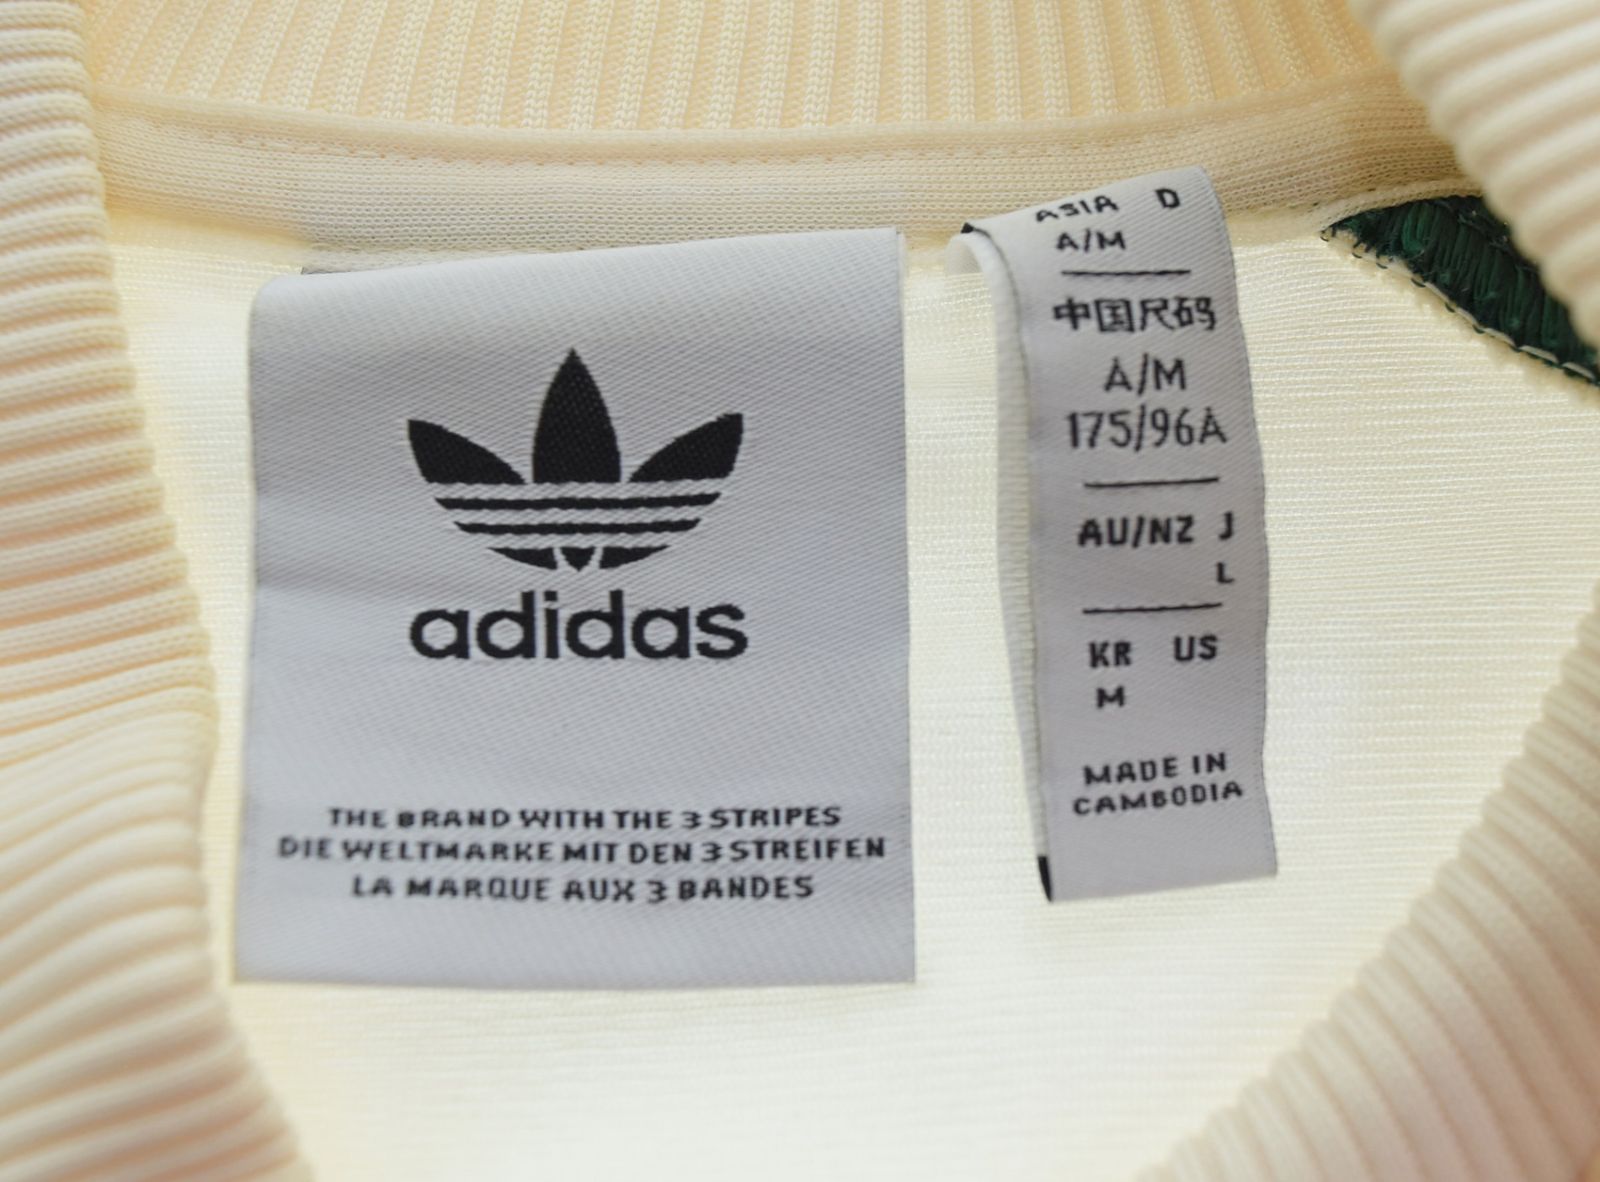 adidas
THE BRAND WITH THE 3 STRIPES
DIE WELTMARKE MIT DEN 3 STREIFEN
LA MARQUE AUX 3 BANDES
ASIA D
A/M
中国尺码
A/M
175/96A
AU/NZ J
L
KR US
M
MADE IN
CAMBODIA